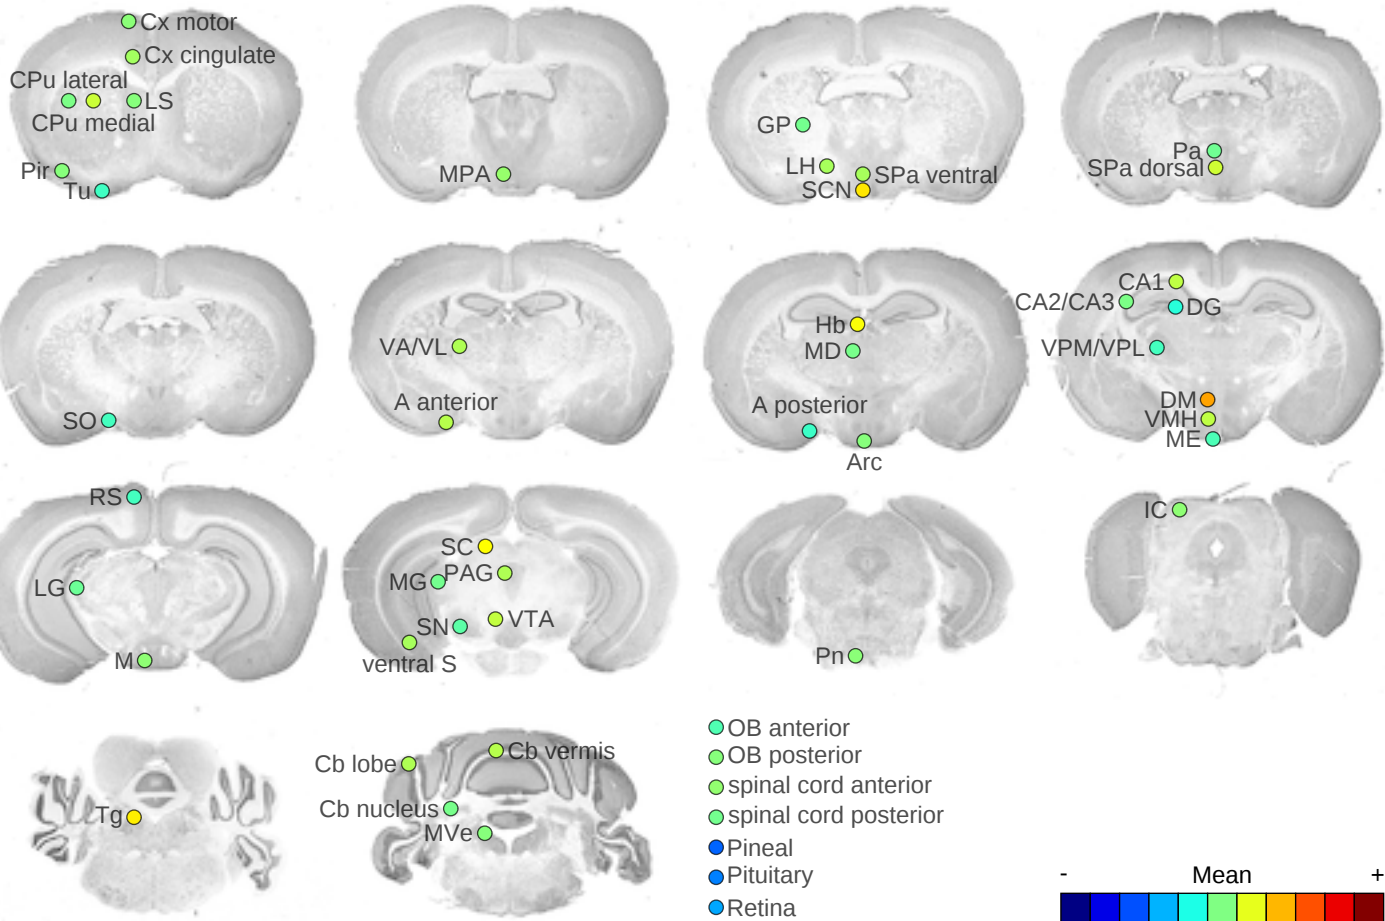 Cx motor
Cx cingulate
CPu lateral
LS
CPu medial
Pir
Tu
MPA
GP
LH
SPa ventral
SCN
Pa
SPa dorsal
SO
VA/VL
A anterior
Hb
MD
A posterior
Arc
CA1
CA2/CA3
DG
VPM/VPL
DM
VMH
ME
RS
LG
M
SC
PAG
MG
VTA
SN
ventral S
Pn
IC
Tg
Cb lobe
Cb vermis
Cb nucleus
MVe
OB anterior
OB posterior
spinal cord anterior
spinal cord posterior
Pineal
Pituitary
Retina
- Mean +